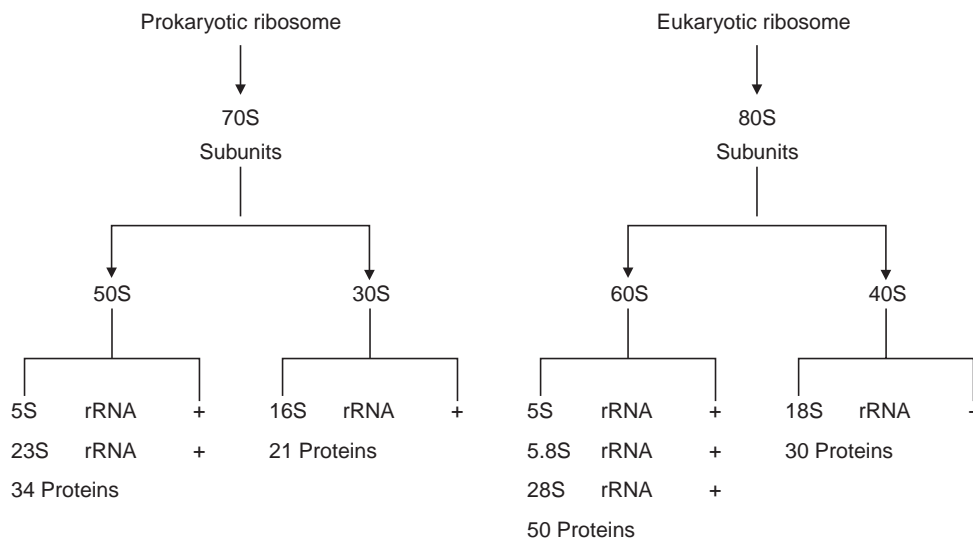 Prokaryotic ribosome
70S
Subunits
50S
30S
5S rRNA +
23S rRNA +
34 Proteins
16S rRNA +
21 Proteins
Eukaryotic ribosome
80S
Subunits
60S
40S
5S rRNA +
5.8S rRNA +
28S rRNA +
50 Proteins
18S rRNA +
30 Proteins